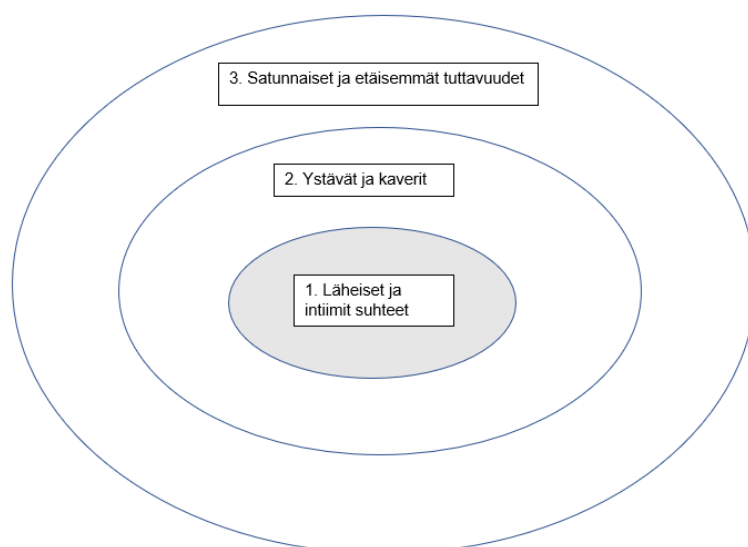 3. Satunnaiset ja etäisemmät tuttavuudet
2. Ystävät ja kaverit
1. Läheiset ja
intiimit suhteet